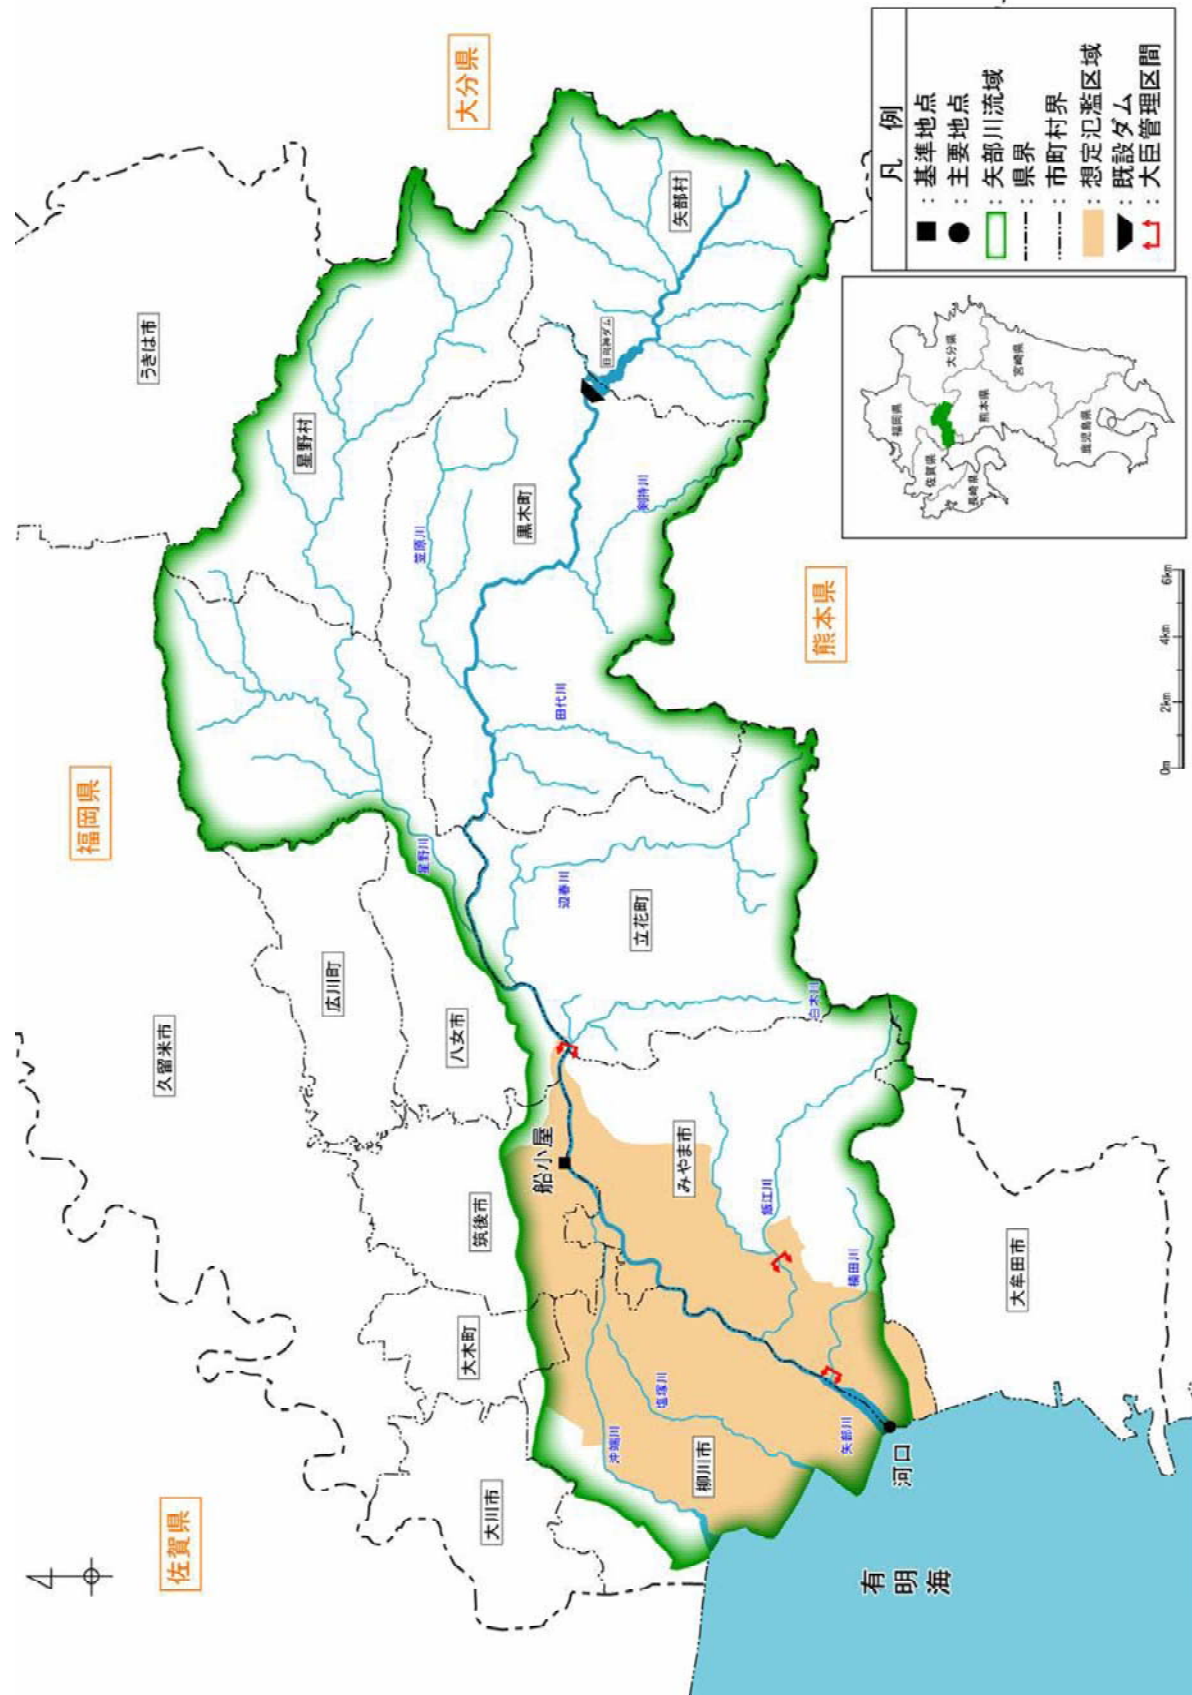 福岡県
佐賀県
大分県
熊本県
久留米市
うきは市
広川町
八女市
星野村
黒木町
矢部村
筑後市
大木町
大川市
立花町
みやま市
柳川市
大牟田市
船小屋
河口
有明海
日向神ダム
星野川
笠原川
剣持川
田代川
辺春川
白木川
飯江川
楠田川
沖端川
塩塚川
矢部川
凡 例
：基準地点
：主要地点
：矢部川流域
：県界
：市町村界
：想定氾濫区域
：既設ダム
：大臣管理区間
福岡県
大分県
佐賀県
長崎県
熊本県
宮崎県
鹿児島県
0m 2km 4km 6km